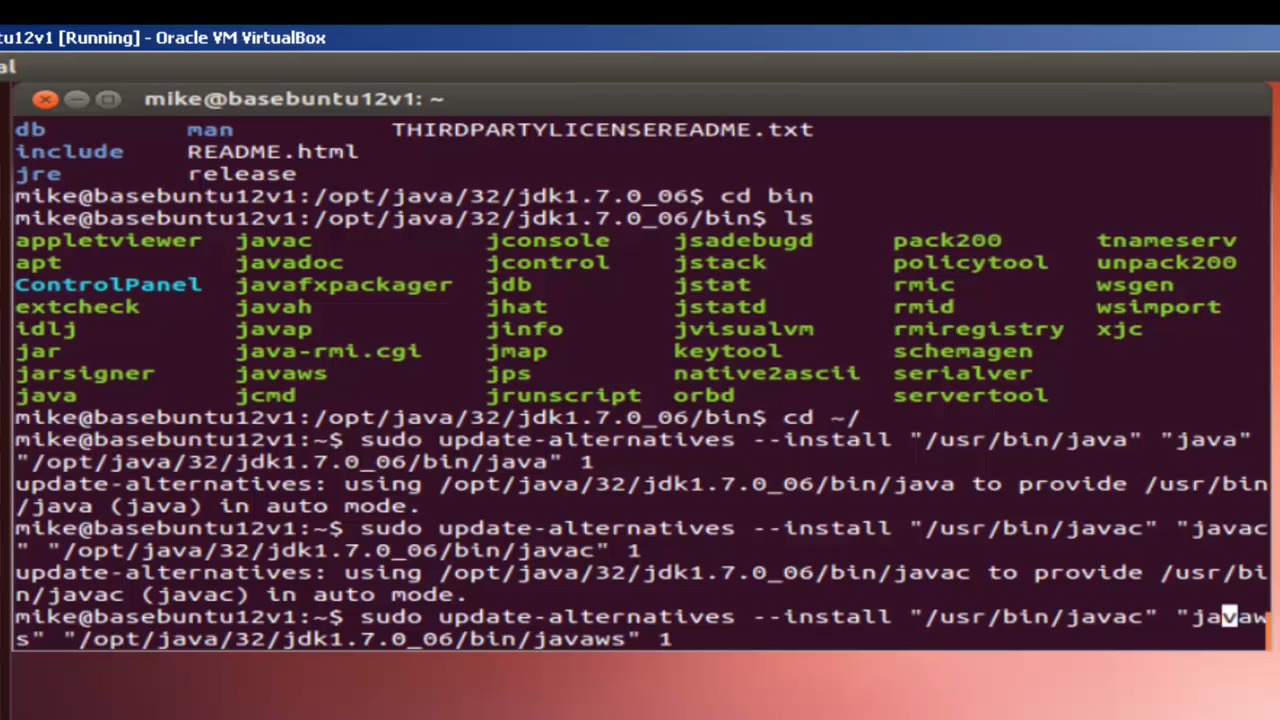 tu12v1 [Running] - Oracle VM VirtualBox
al
mike@basebuntu12v1: ~
db man THIRDPARTYLICENSEREADME.txt
include README.html
jre release
mike@basebuntu12v1:/opt/java/32/jdk1.7.0_06$ cd bin
mike@basebuntu12v1:/opt/java/32/jdk1.7.0_06/bin$ ls
appletviewer javac jconsole jsadebugd pack200 tnameserv
apt javadoc jcontrol jstack policytool unpack200
ControlPanel javafxpackager jdb jstat rmic wsgen
extcheck javah jhat jstatd rmid wsimport
idlj javap jinfo jvisualvm rmiregistry xjc
jar java-rmi.cgi jmap keytool schemagen
jarsigner javaws jps native2ascii serialver
java jcmd jrunscript orbd servertool
mike@basebuntu12v1:/opt/java/32/jdk1.7.0_06/bin$ cd ~/
mike@basebuntu12v1:~$ sudo update-alternatives --install "/usr/bin/java" "java"
"/opt/java/32/jdk1.7.0_06/bin/java" 1
update-alternatives: using /opt/java/32/jdk1.7.0_06/bin/java to provide /usr/bin
/java (java) in auto mode.
mike@basebuntu12v1:~$ sudo update-alternatives --install "/usr/bin/javac" "javac
" "/opt/java/32/jdk1.7.0_06/bin/javac" 1
update-alternatives: using /opt/java/32/jdk1.7.0_06/bin/javac to provide /usr/bi
n/javac (javac) in auto mode.
mike@basebuntu12v1:~$ sudo update-alternatives --install "/usr/bin/javac" "javaw
s" "/opt/java/32/jdk1.7.0_06/bin/javaws" 1